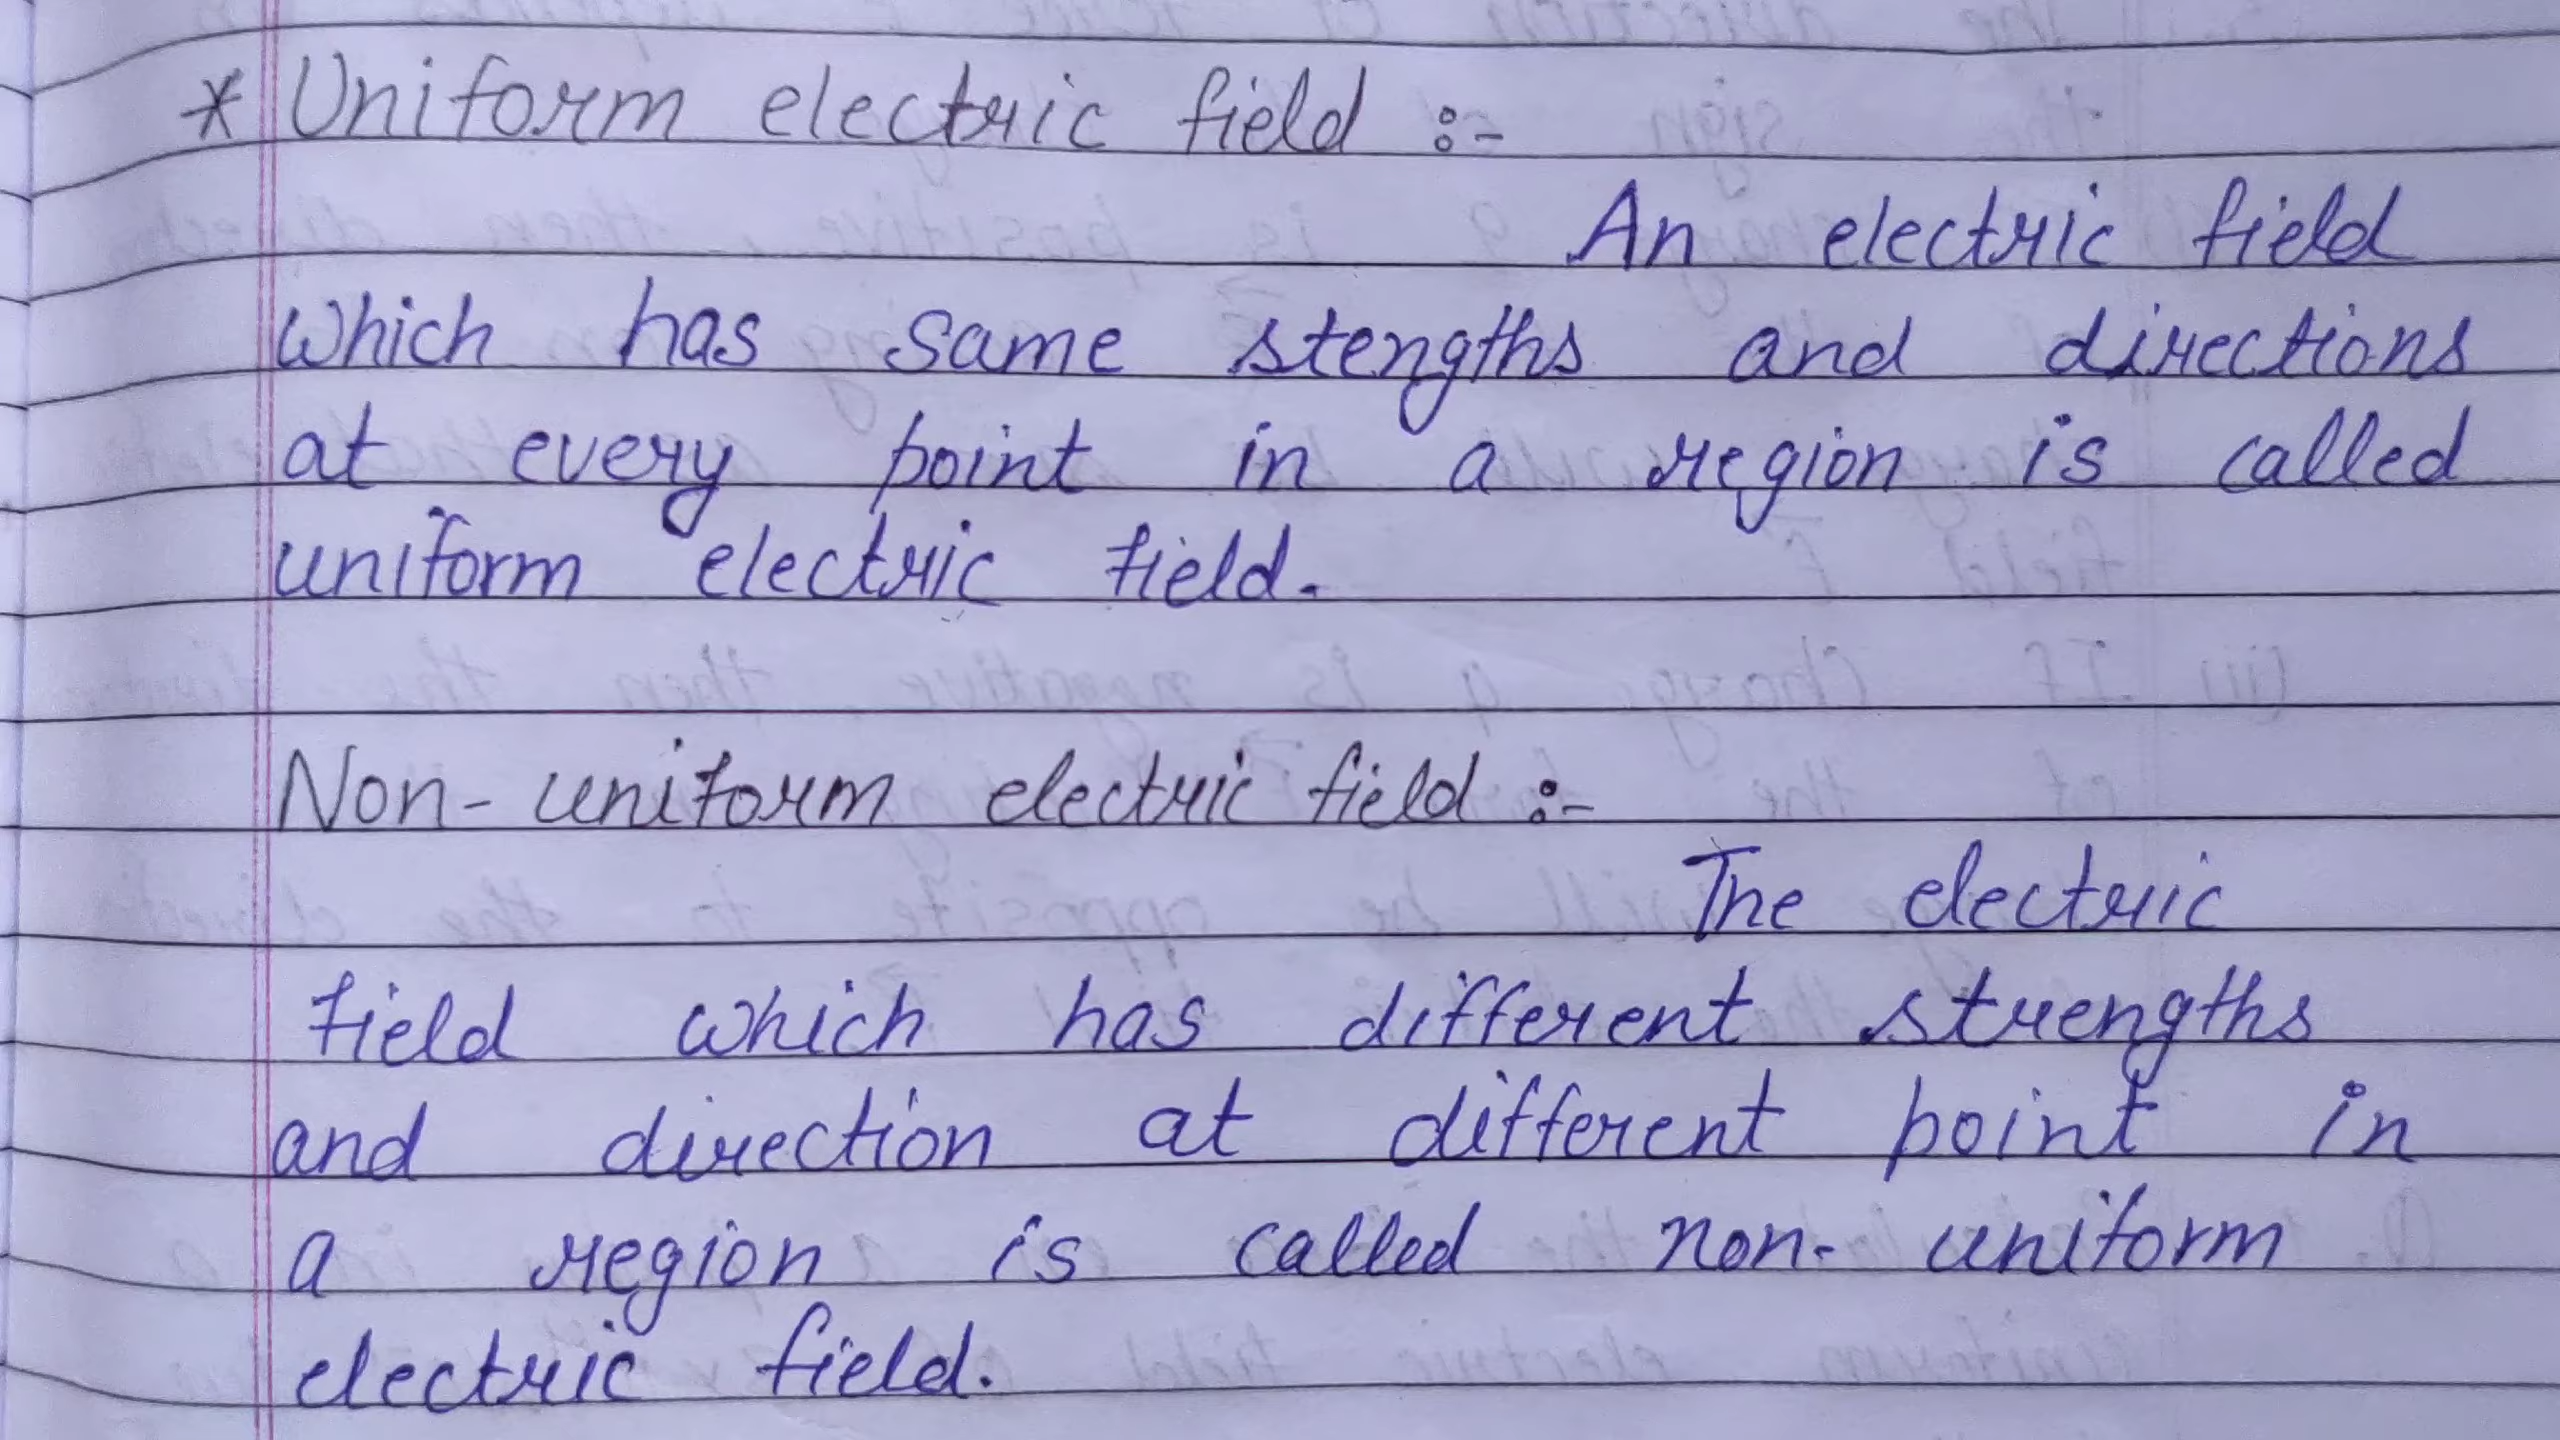 * Uniform electric field :-
An electric field
which has same stengths and directions
at every point in a region is called
uniform electric field.
Non-uniform electric field :-
The electric
field which has different strengths
and direction at different point in
a region is called non-uniform
electric field.